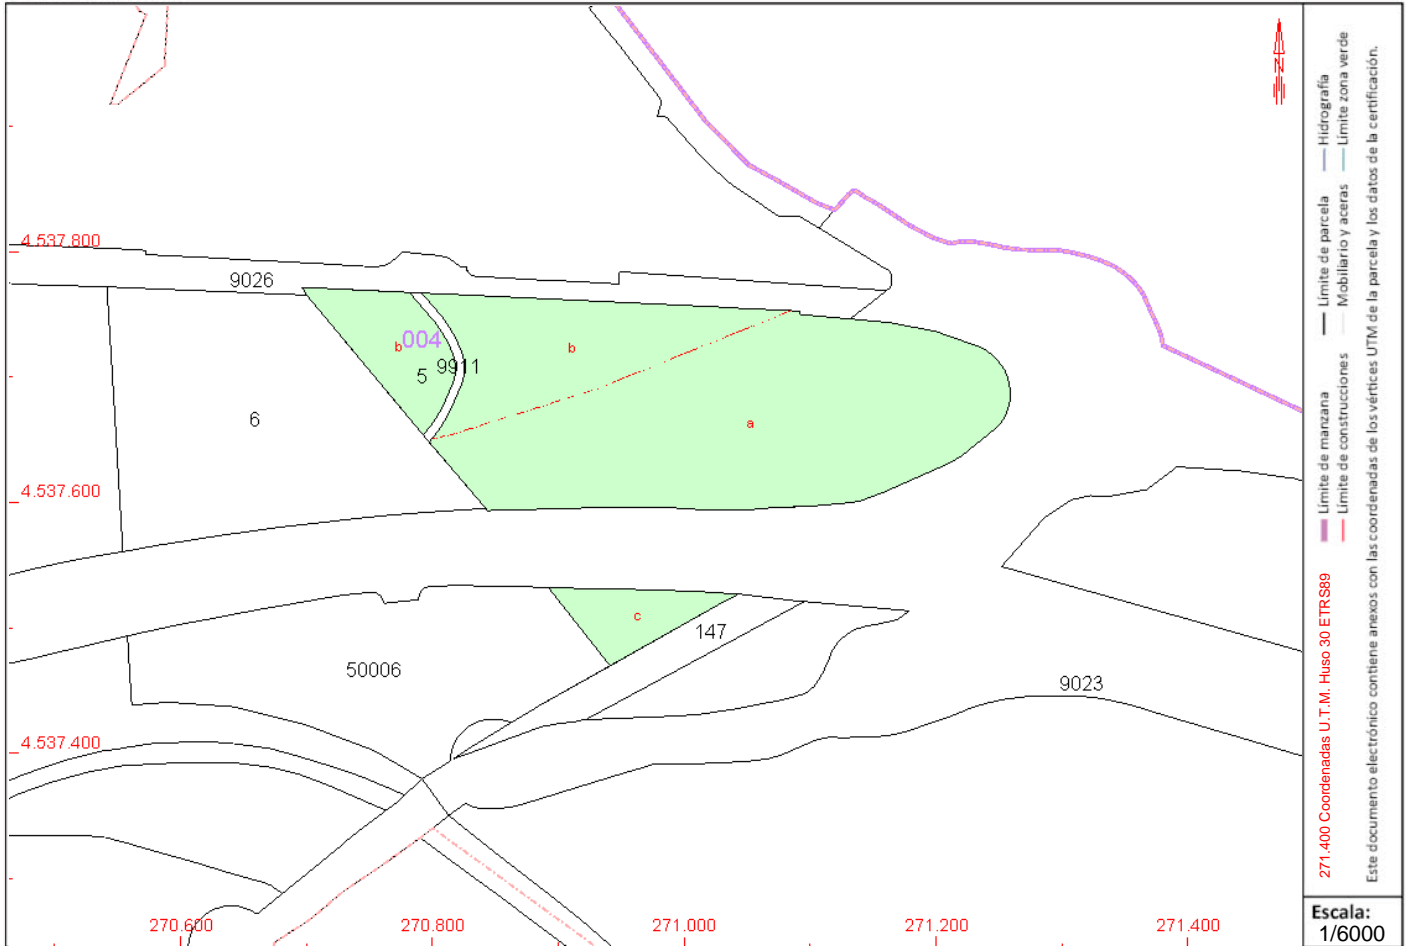 4.537.800
9026
004
b
b
5
9911
6
a
4.537.600
c
147
50006
9023
4.537.400
270.600
270.800
271.000
271.200
271.400
N
Límite de manzana
Límite de parcela
Hidrografía
Límite de construcciones
Mobiliario y aceras
Límite zona verde
271.400 Coordenadas U.T.M. Huso 30 ETRS89
Este documento electrónico contiene anexos con las coordenadas de los vértices UTM de la parcela y los datos de la certificación.
Escala:
1/6000